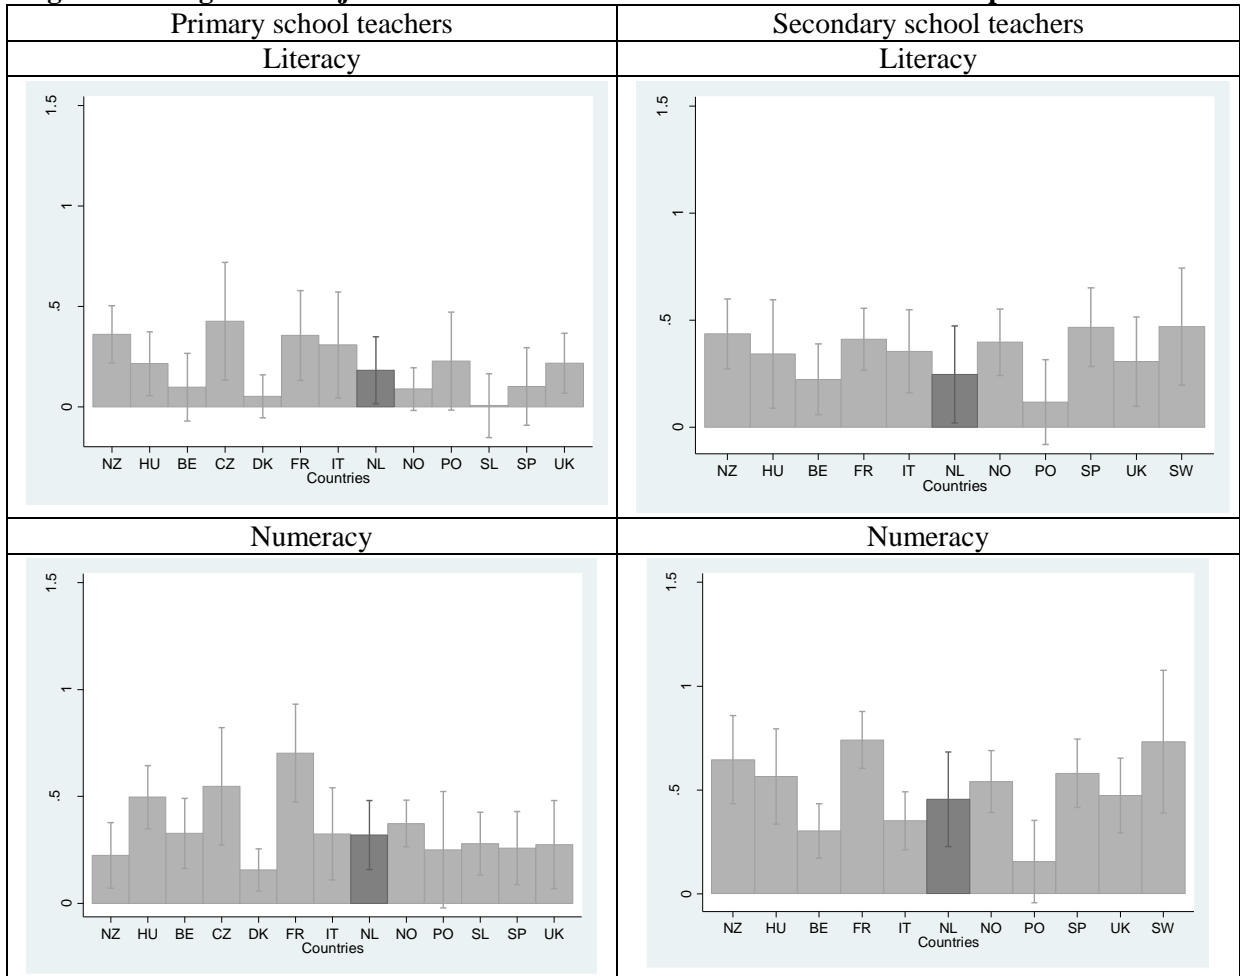 Primary school teachers
Secondary school teachers
Literacy
Literacy
1.5
1
.5
0
NZ HU BE CZ DK FR IT NL NO PO SL SP UK
Countries
1.5
1
.5
0
NZ HU BE FR IT NL NO PO SP UK SW
Countries
Numeracy
Numeracy
1.5
1
.5
0
NZ HU BE CZ DK FR IT NL NO PO SL SP UK
Countries
1.5
1
.5
0
NZ HU BE FR IT NL NO PO SP UK SW
Countries